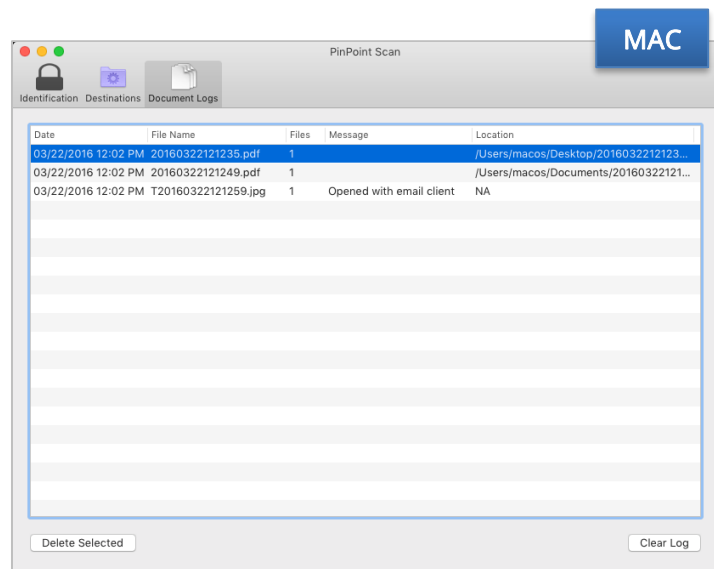 MAC
PinPoint Scan
Identification Destinations Document Logs
Date File Name Files Message Location
03/22/2016 12:02 PM 20160322121235.pdf 1 /Users/macos/Desktop/2016032212123...
03/22/2016 12:02 PM 20160322121249.pdf 1 /Users/macos/Documents/20160322121...
03/22/2016 12:02 PM T20160322121259.jpg 1 Opened with email client NA
Delete Selected Clear Log